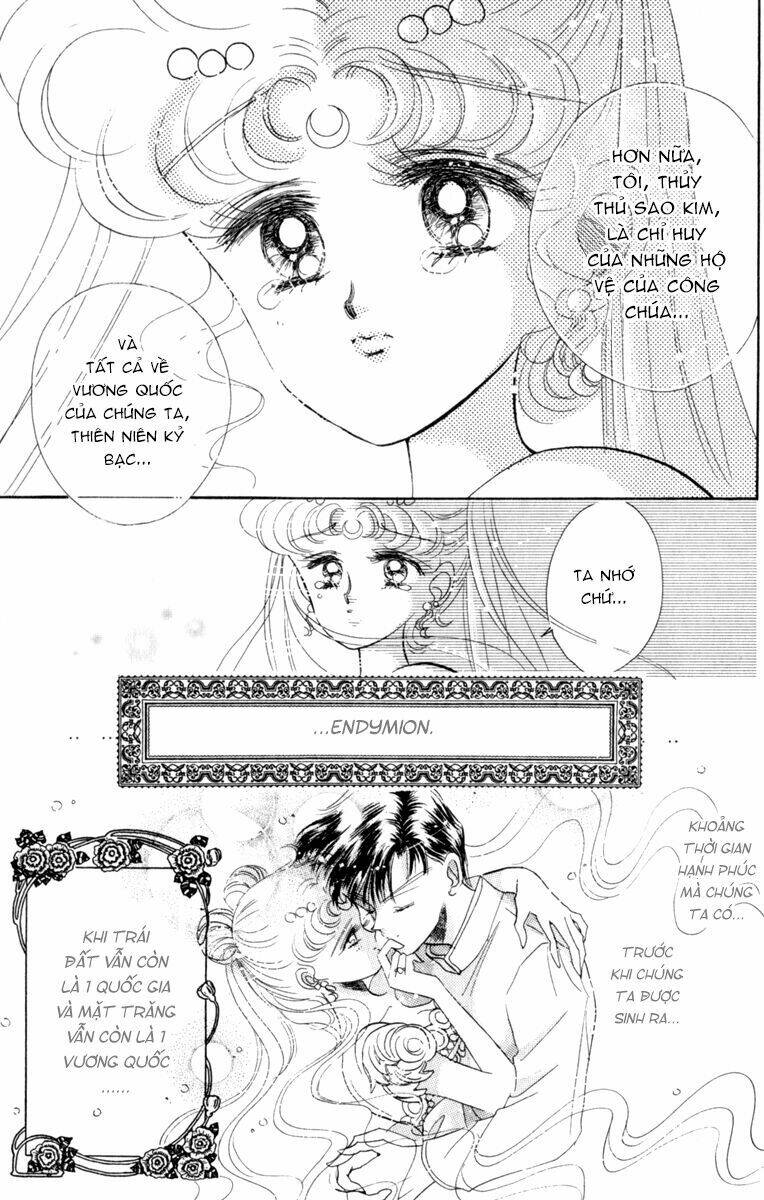 HƠN NỮA,
TÔI, THỦY
THỦ SAO KIM,
LÀ CHỈ HUY
CỦA NHỮNG HỘ
VỆ CỦA CÔNG
CHÚA...
VÀ
TẤT CẢ VỀ
VƯƠNG QUỐC
CỦA CHÚNG TA,
THIÊN NIÊN KỶ
BẠC...
TA NHỚ
CHỨ...
...ENDYMION.
KHOẢNG
THỜI GIAN
HẠNH PHÚC
MÀ CHÚNG
TA CÓ...
TRƯỚC
KHI CHÚNG
TA ĐƯỢC
SINH RA...
KHI TRÁI
ĐẤT VẪN CÒN
LÀ 1 QUỐC GIA
VÀ MẶT TRĂNG
VẪN CÒN LÀ 1
VƯƠNG QUỐC
......